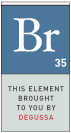 Br
35
THIS ELEMENT
BROUGHT
TO YOU BY
DEGUSSA